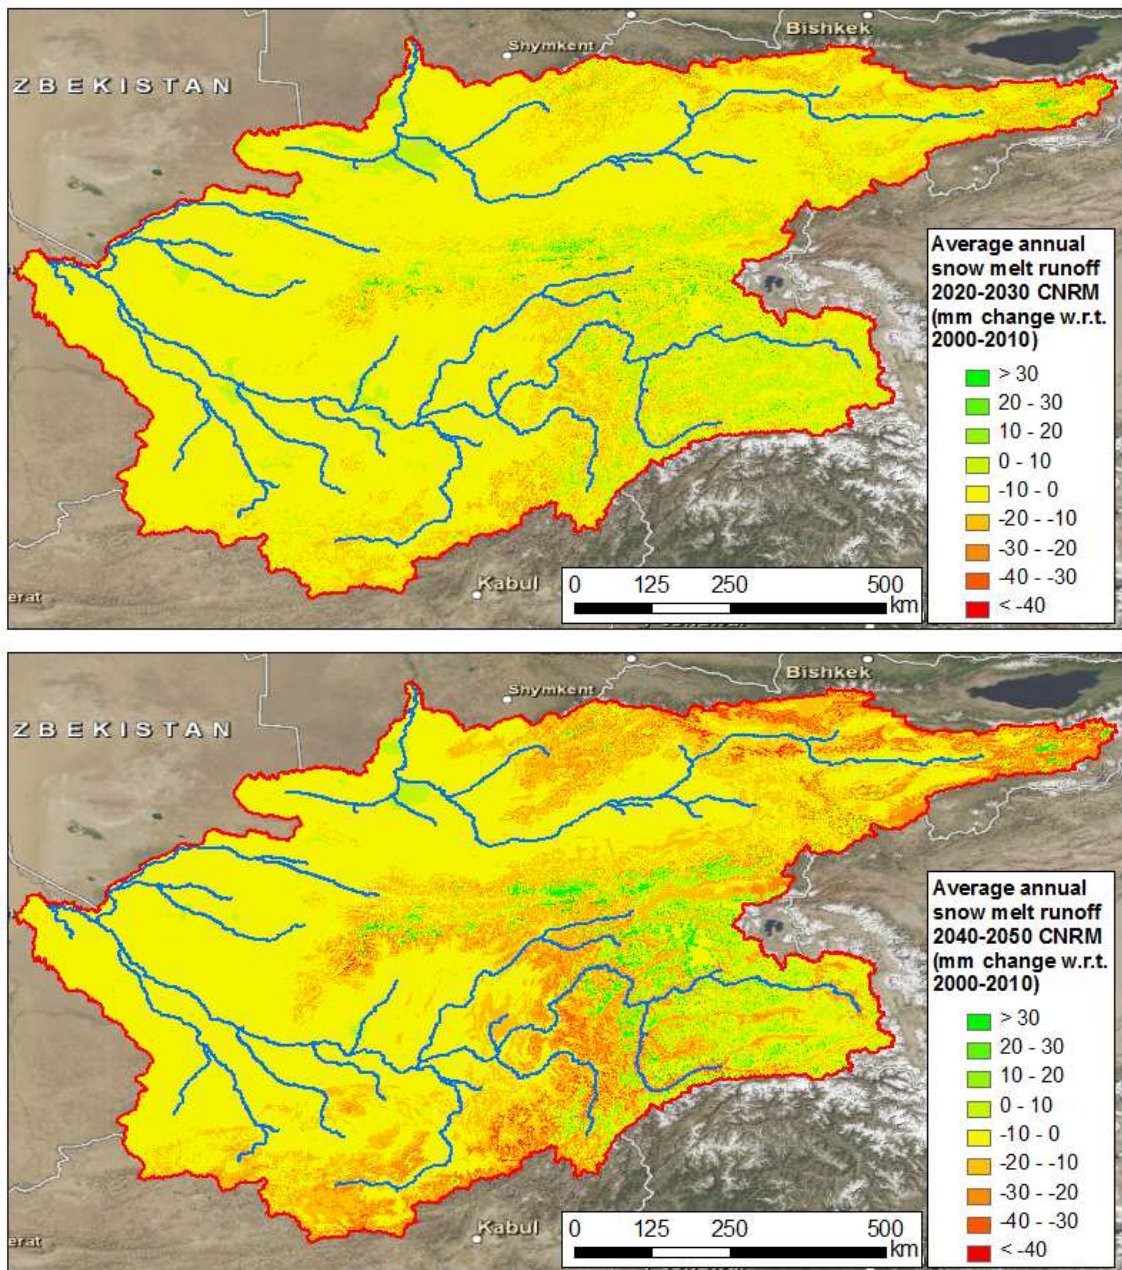 Bishkek
Shymkent
ZBEKISTAN
Average annual
snow melt runoff
2020-2030 CNRM
(mm change w.r.t.
2000-2010)
> 30
20 - 30
10 - 20
0 - 10
-10 - 0
-20 - -10
-30 - -20
-40 - -30
< -40
Kabul
erat
0 125 250 500
km
Bishkek
Shymkent
ZBEKISTAN
Average annual
snow melt runoff
2040-2050 CNRM
(mm change w.r.t.
2000-2010)
> 30
20 - 30
10 - 20
0 - 10
-10 - 0
-20 - -10
-30 - -20
-40 - -30
< -40
Kabul
erat
0 125 250 500
km